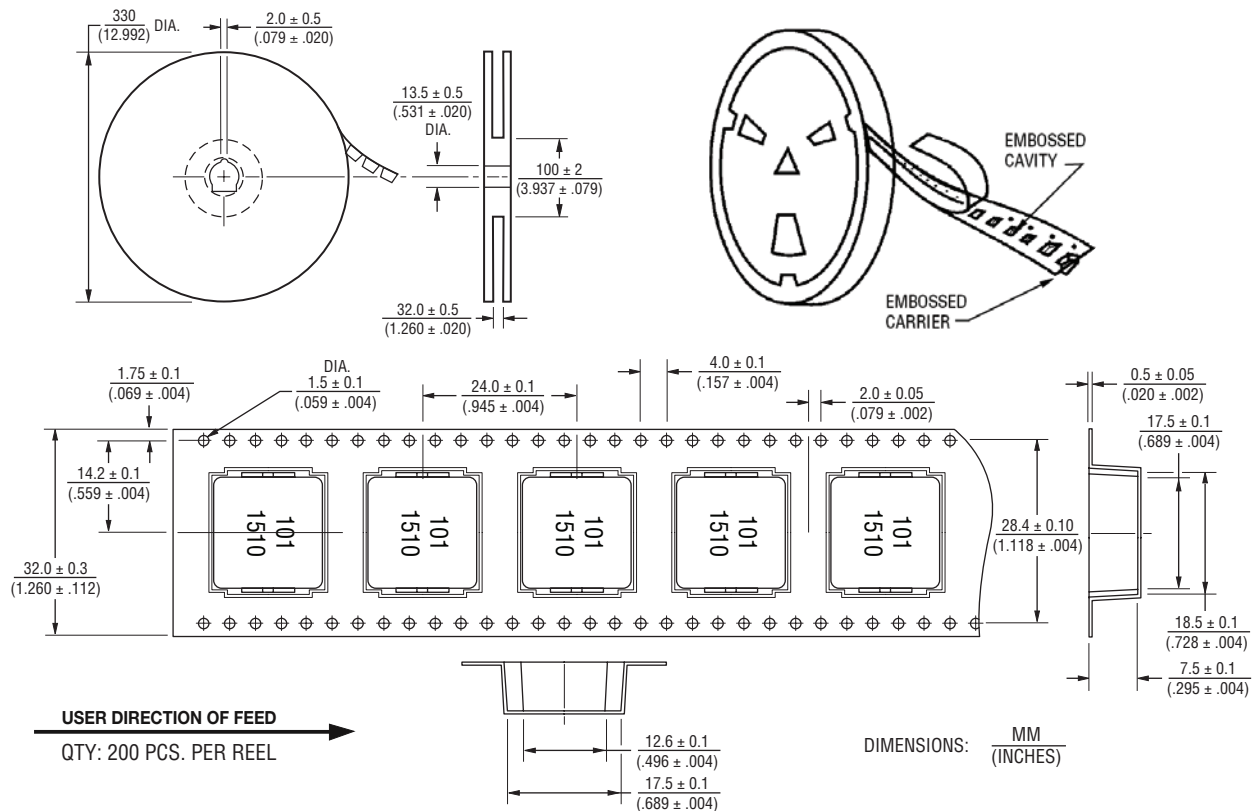 330
(12.992)
DIA.
2.0 ± 0.5
(.079 ± .020)
13.5 ± 0.5
(.531 ± .020)
DIA.
100 ± 2
(3.937 ± .079)
32.0 ± 0.5
(1.260 ± .020)
EMBOSSED
CAVITY
EMBOSSED
CARRIER
1.75 ± 0.1
(.069 ± .004)
DIA.
1.5 ± 0.1
(.059 ± .004)
24.0 ± 0.1
(.945 ± .004)
4.0 ± 0.1
(.157 ± .004)
2.0 ± 0.05
(.079 ± .002)
0.5 ± 0.05
(.020 ± .002)
17.5 ± 0.1
(.689 ± .004)
14.2 ± 0.1
(.559 ± .004)
32.0 ± 0.3
(1.260 ± .112)
101
1510
101
1510
101
1510
101
1510
101
1510
28.4 ± 0.10
(1.118 ± .004)
18.5 ± 0.1
(.728 ± .004)
7.5 ± 0.1
(.295 ± .004)
USER DIRECTION OF FEED
QTY: 200 PCS. PER REEL
12.6 ± 0.1
(.496 ± .004)
17.5 ± 0.1
(.689 ± .004)
DIMENSIONS:
MM
(INCHES)